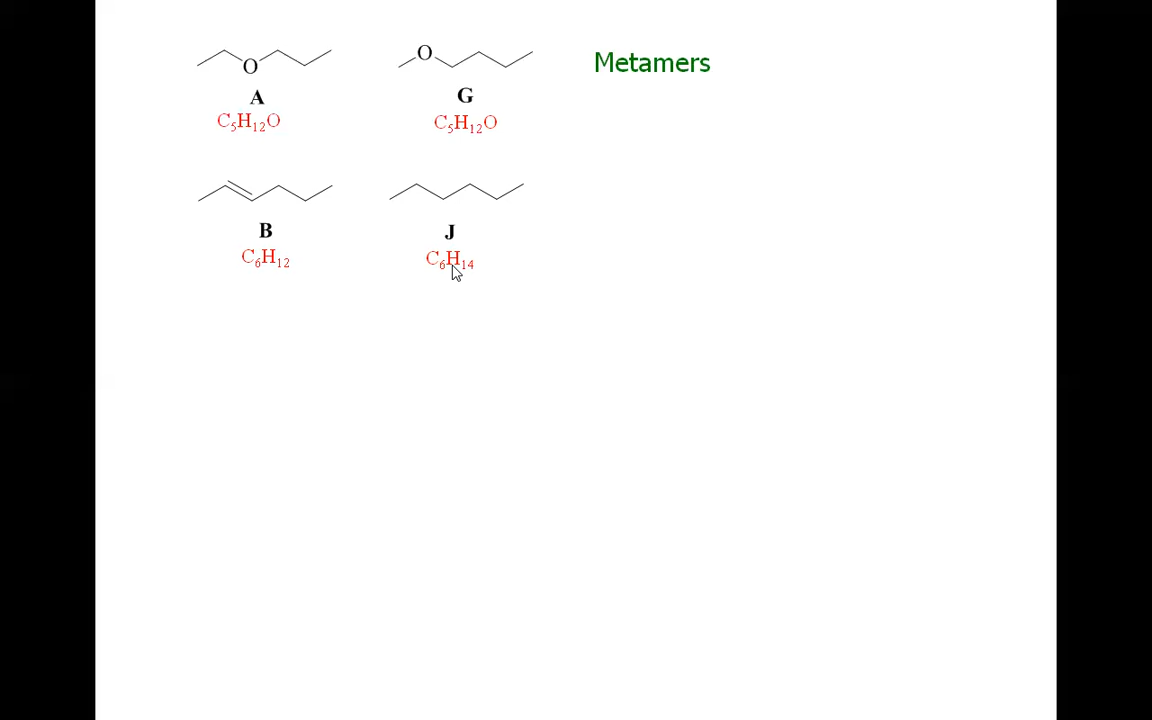 O O Metamers
A G
C₅H₁₂O C₅H₁₂O
B J
C₆H₁₂ C₆H₁₄